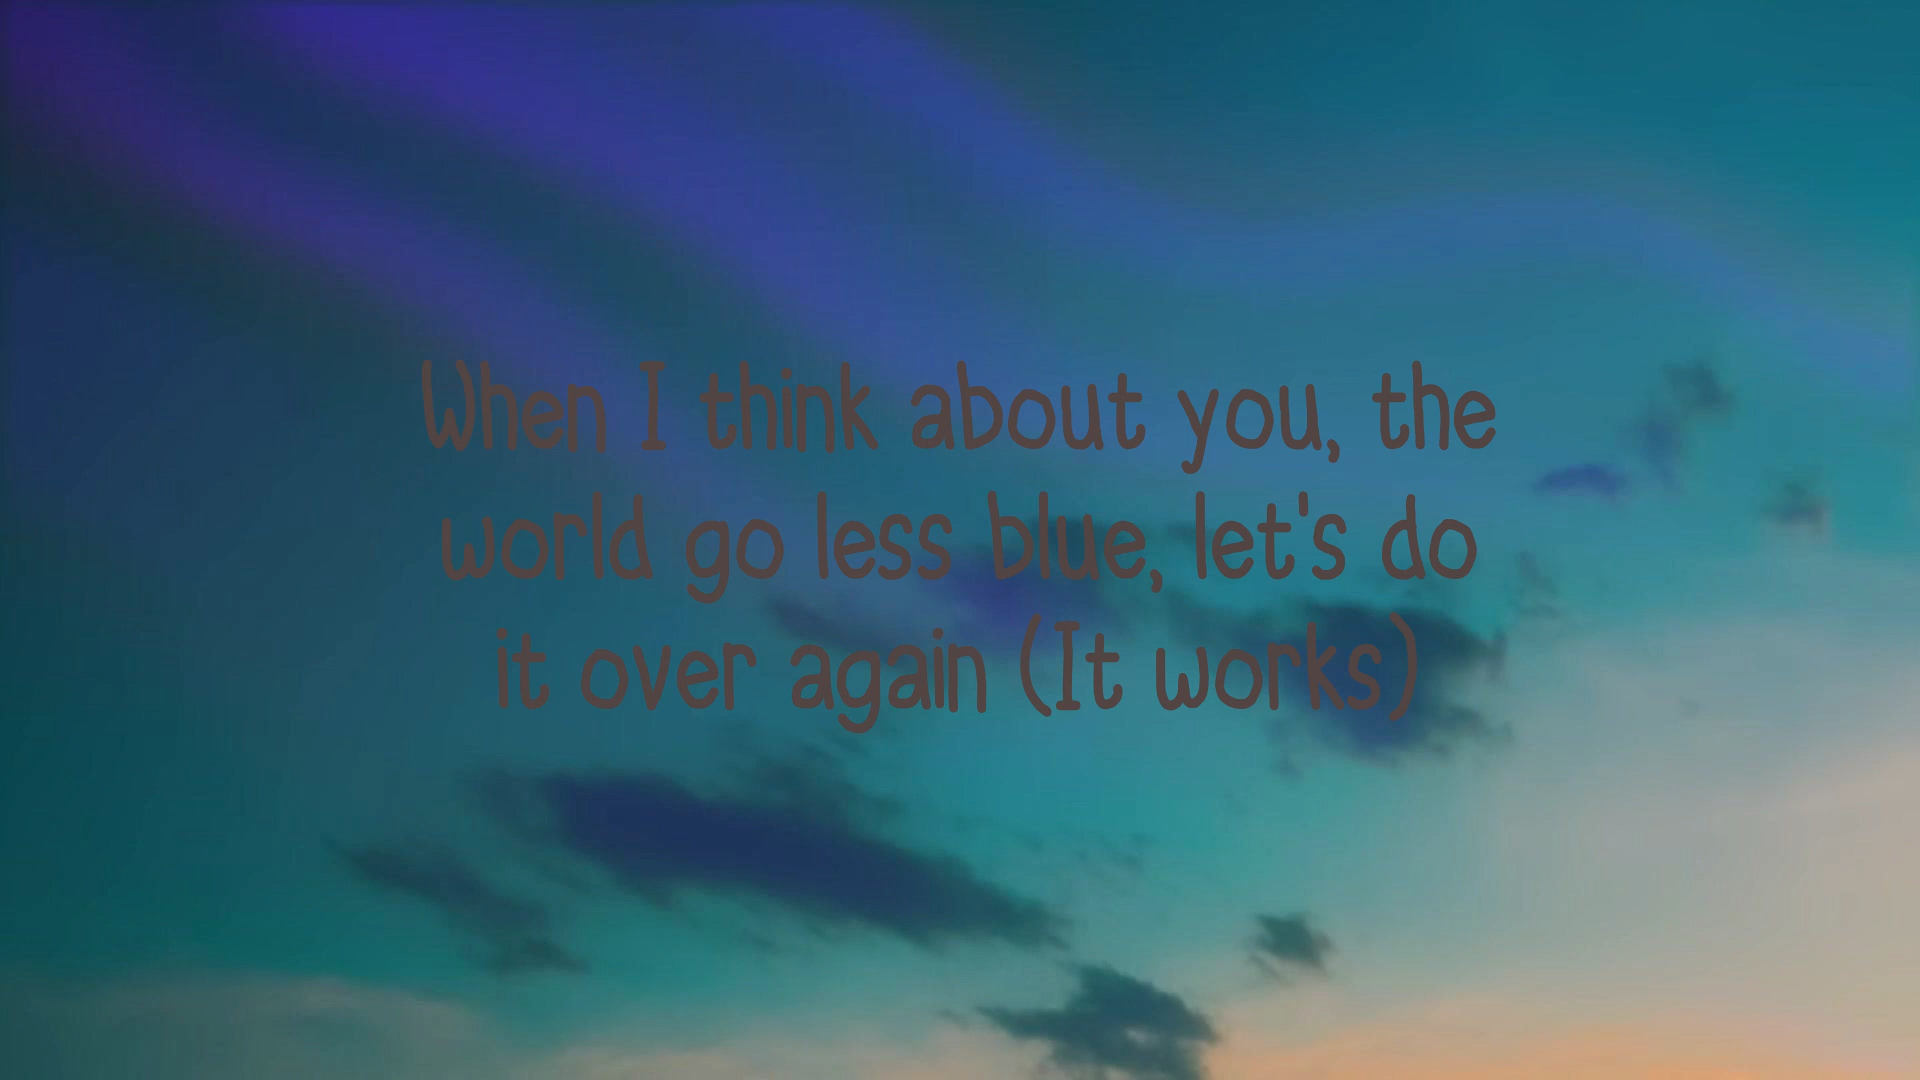 When I think about you, the
world go less blue, let's do
it over again (It works)